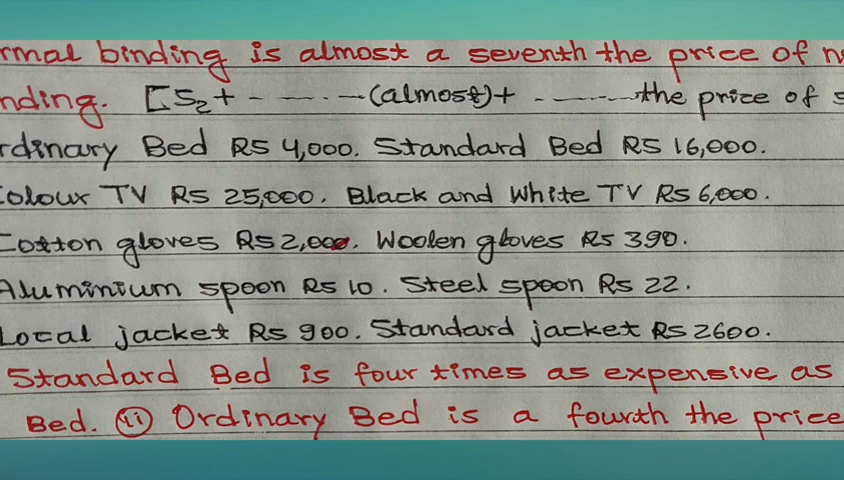 rmal binding is almost a seventh the price of n
nding. [S2 + - - - - - (almost) + - - - - - the price of s
rdinary Bed RS 4,000. Standard Bed RS 16,000.
Colour TV RS 25,000. Black and White TV RS 6,000.
Cotton gloves RS 2,000. Woolen gloves RS 390.
Aluminium spoon RS 10. Steel spoon RS 22.
Local jacket RS 900. Standard jacket RS 2600.
Standard Bed is four times as expensive as
Bed. (ii) Ordinary Bed is a fourth the price